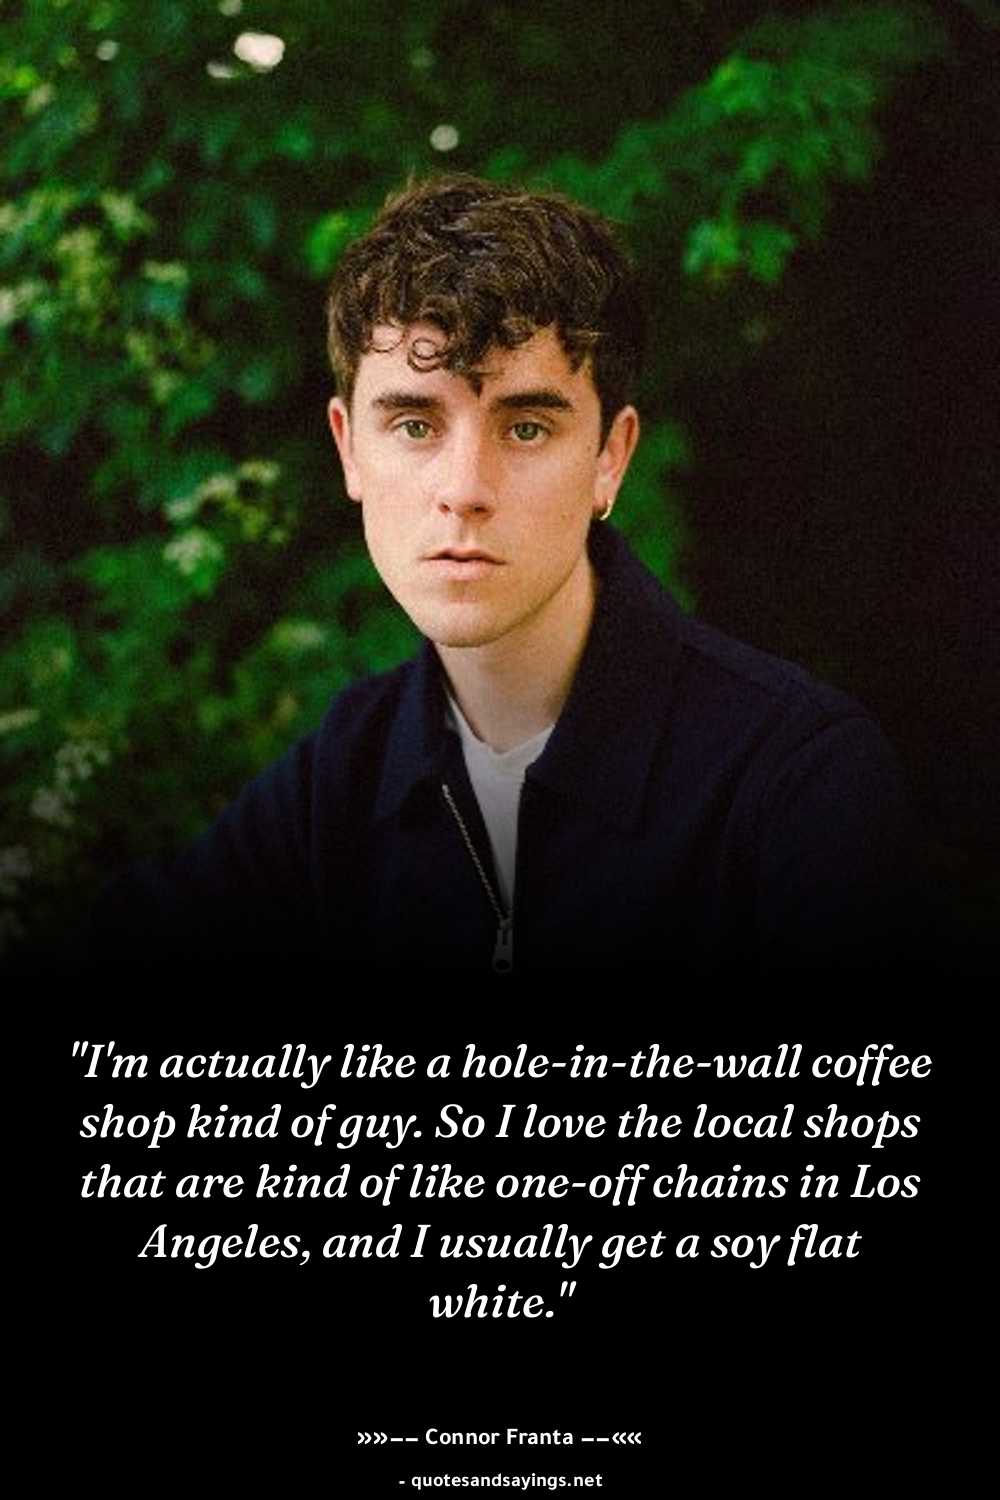 "I'm actually like a hole-in-the-wall coffee
shop kind of guy. So I love the local shops
that are kind of like one-off chains in Los
Angeles, and I usually get a soy flat
white."
»»–– Connor Franta ––««
- quotesandsayings.net